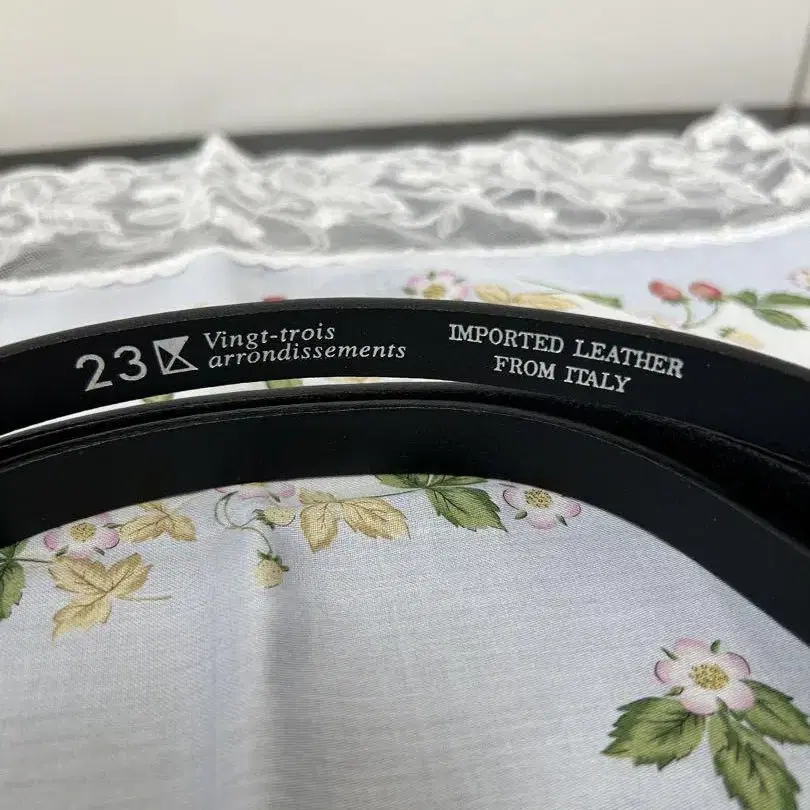 23
Vingt-trois
arrondissements
IMPORTED LEATHER
FROM ITALY